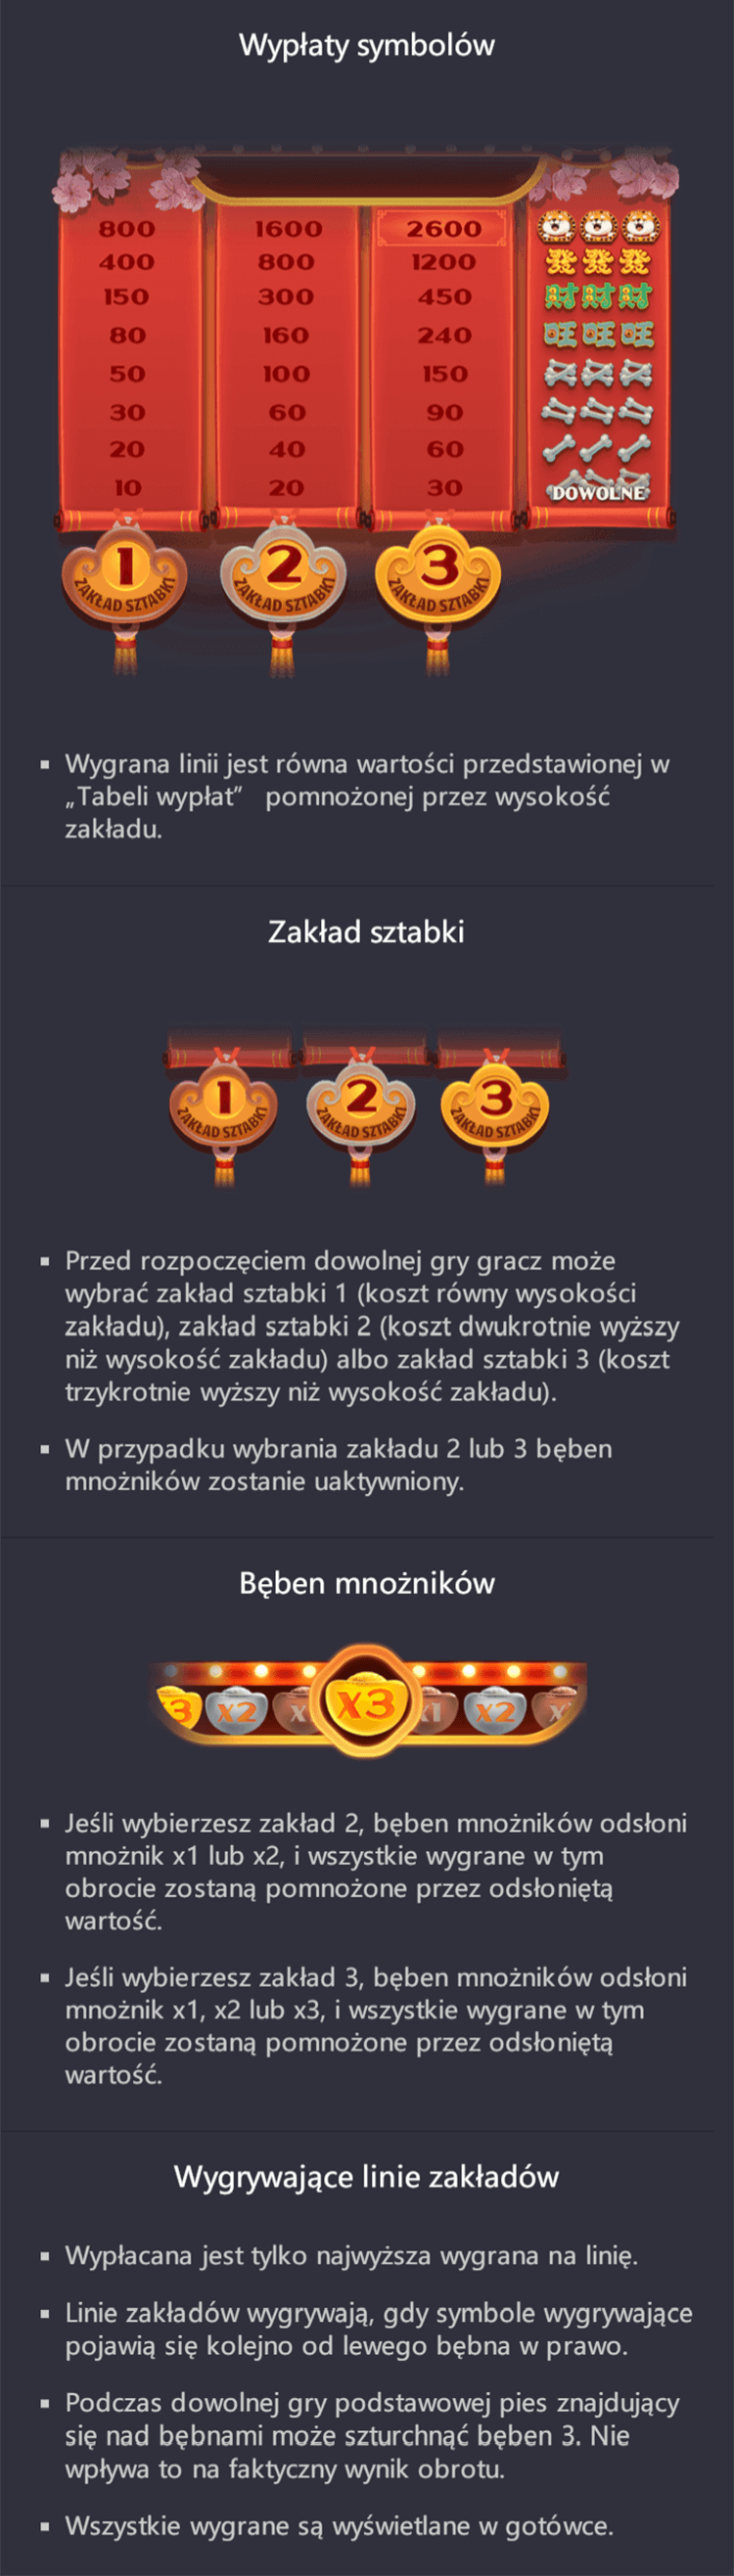 Wypłaty symbolów
800 1600 2600
400 800 1200 發 發 發
150 300 450 財 財 財
80 160 240 旺 旺 旺
50 100 150
30 60 90
20 40 60
10 20 30 DOWOLNE
1 2 3
ZAKŁAD SZTABKI ZAKŁAD SZTABKI ZAKŁAD SZTABKI
▪ Wygrana linii jest równa wartości przedstawionej w
„Tabeli wypłat” pomnożonej przez wysokość
zakładu.
Zakład sztabki
1 2 3
ZAKŁAD SZTABKI ZAKŁAD SZTABKI ZAKŁAD SZTABKI
▪ Przed rozpoczęciem dowolnej gry gracz może
wybrać zakład sztabki 1 (koszt równy wysokości
zakładu), zakład sztabki 2 (koszt dwukrotnie wyższy
niż wysokość zakładu) albo zakład sztabki 3 (koszt
trzykrotnie wyższy niż wysokość zakładu).
▪ W przypadku wybrania zakładu 2 lub 3 bęben
mnożników zostanie uaktywniony.
Bęben mnożników
3 x2 x x3 x1 x2 x
▪ Jeśli wybierzesz zakład 2, bęben mnożników odsłoni
mnożnik x1 lub x2, i wszystkie wygrane w tym
obrocie zostaną pomnożone przez odsłoniętą
wartość.
▪ Jeśli wybierzesz zakład 3, bęben mnożników odsłoni
mnożnik x1, x2 lub x3, i wszystkie wygrane w tym
obrocie zostaną pomnożone przez odsłoniętą
wartość.
Wygrywające linie zakładów
▪ Wypłacana jest tylko najwyższa wygrana na linię.
▪ Linie zakładów wygrywają, gdy symbole wygrywające
pojawią się kolejno od lewego bębna w prawo.
▪ Podczas dowolnej gry podstawowej pies znajdujący
się nad bębnami może szturchnąć bęben 3. Nie
wpływa to na faktyczny wynik obrotu.
▪ Wszystkie wygrane są wyświetlane w gotówce.